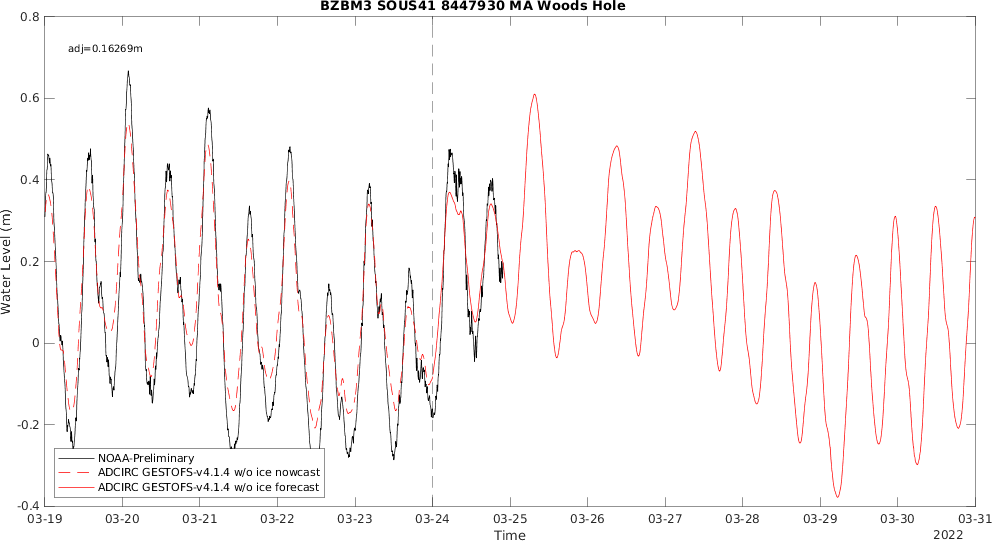 BZBM3 SOUS41 8447930 MA Woods Hole
adj=0.16269m
Water Level (m)
0.8
0.6
0.4
0.2
0
-0.2
-0.4
NOAA-Preliminary
ADCIRC GESTOFS-v4.1.4 w/o ice nowcast
ADCIRC GESTOFS-v4.1.4 w/o ice forecast
03-19 03-20 03-21 03-22 03-23 03-24 03-25 03-26 03-27 03-28 03-29 03-30 03-31
Time
2022